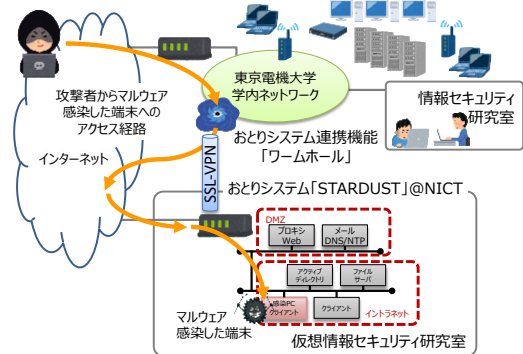 東京電機大学
学内ネットワーク
攻撃者からマルウェア
感染した端末への
アクセス経路
情報セキュリティ
研究室
おとりシステム連携機能
「ワームホール」
インターネット
SSL-VPN
おとりシステム「STARDUST」@NICT
DMZ
プロキシ
Web
メール
DNS/NTP
アクティブ
ディレクトリ
ファイル
サーバ
感染PC
クライアント
クライアント
イントラネット
マルウェア
感染した端末
仮想情報セキュリティ研究室